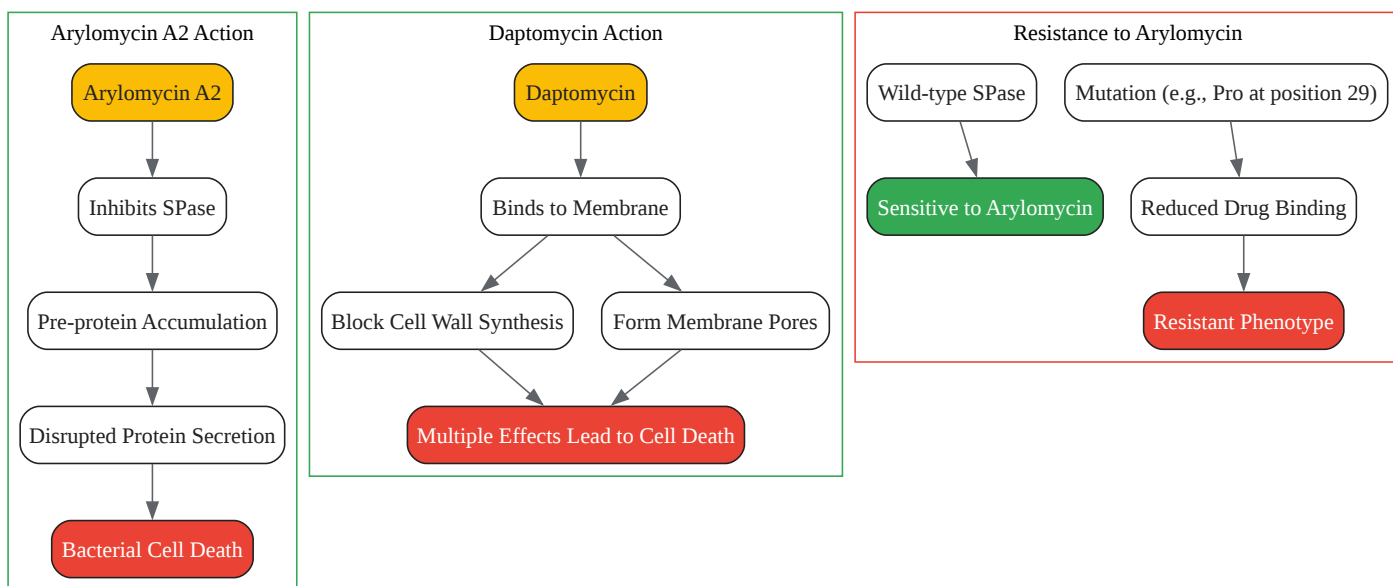 Arylomycin A2 Action
Arylomycin A2
Inhibits SPase
Pre-protein Accumulation
Disrupted Protein Secretion
Bacterial Cell Death
Daptomycin Action
Daptomycin
Binds to Membrane
Block Cell Wall Synthesis
Form Membrane Pores
Multiple Effects Lead to Cell Death
Resistance to Arylomycin
Wild-type SPase
Mutation (e.g., Pro at position 29)
Sensitive to Arylomycin
Reduced Drug Binding
Resistant Phenotype